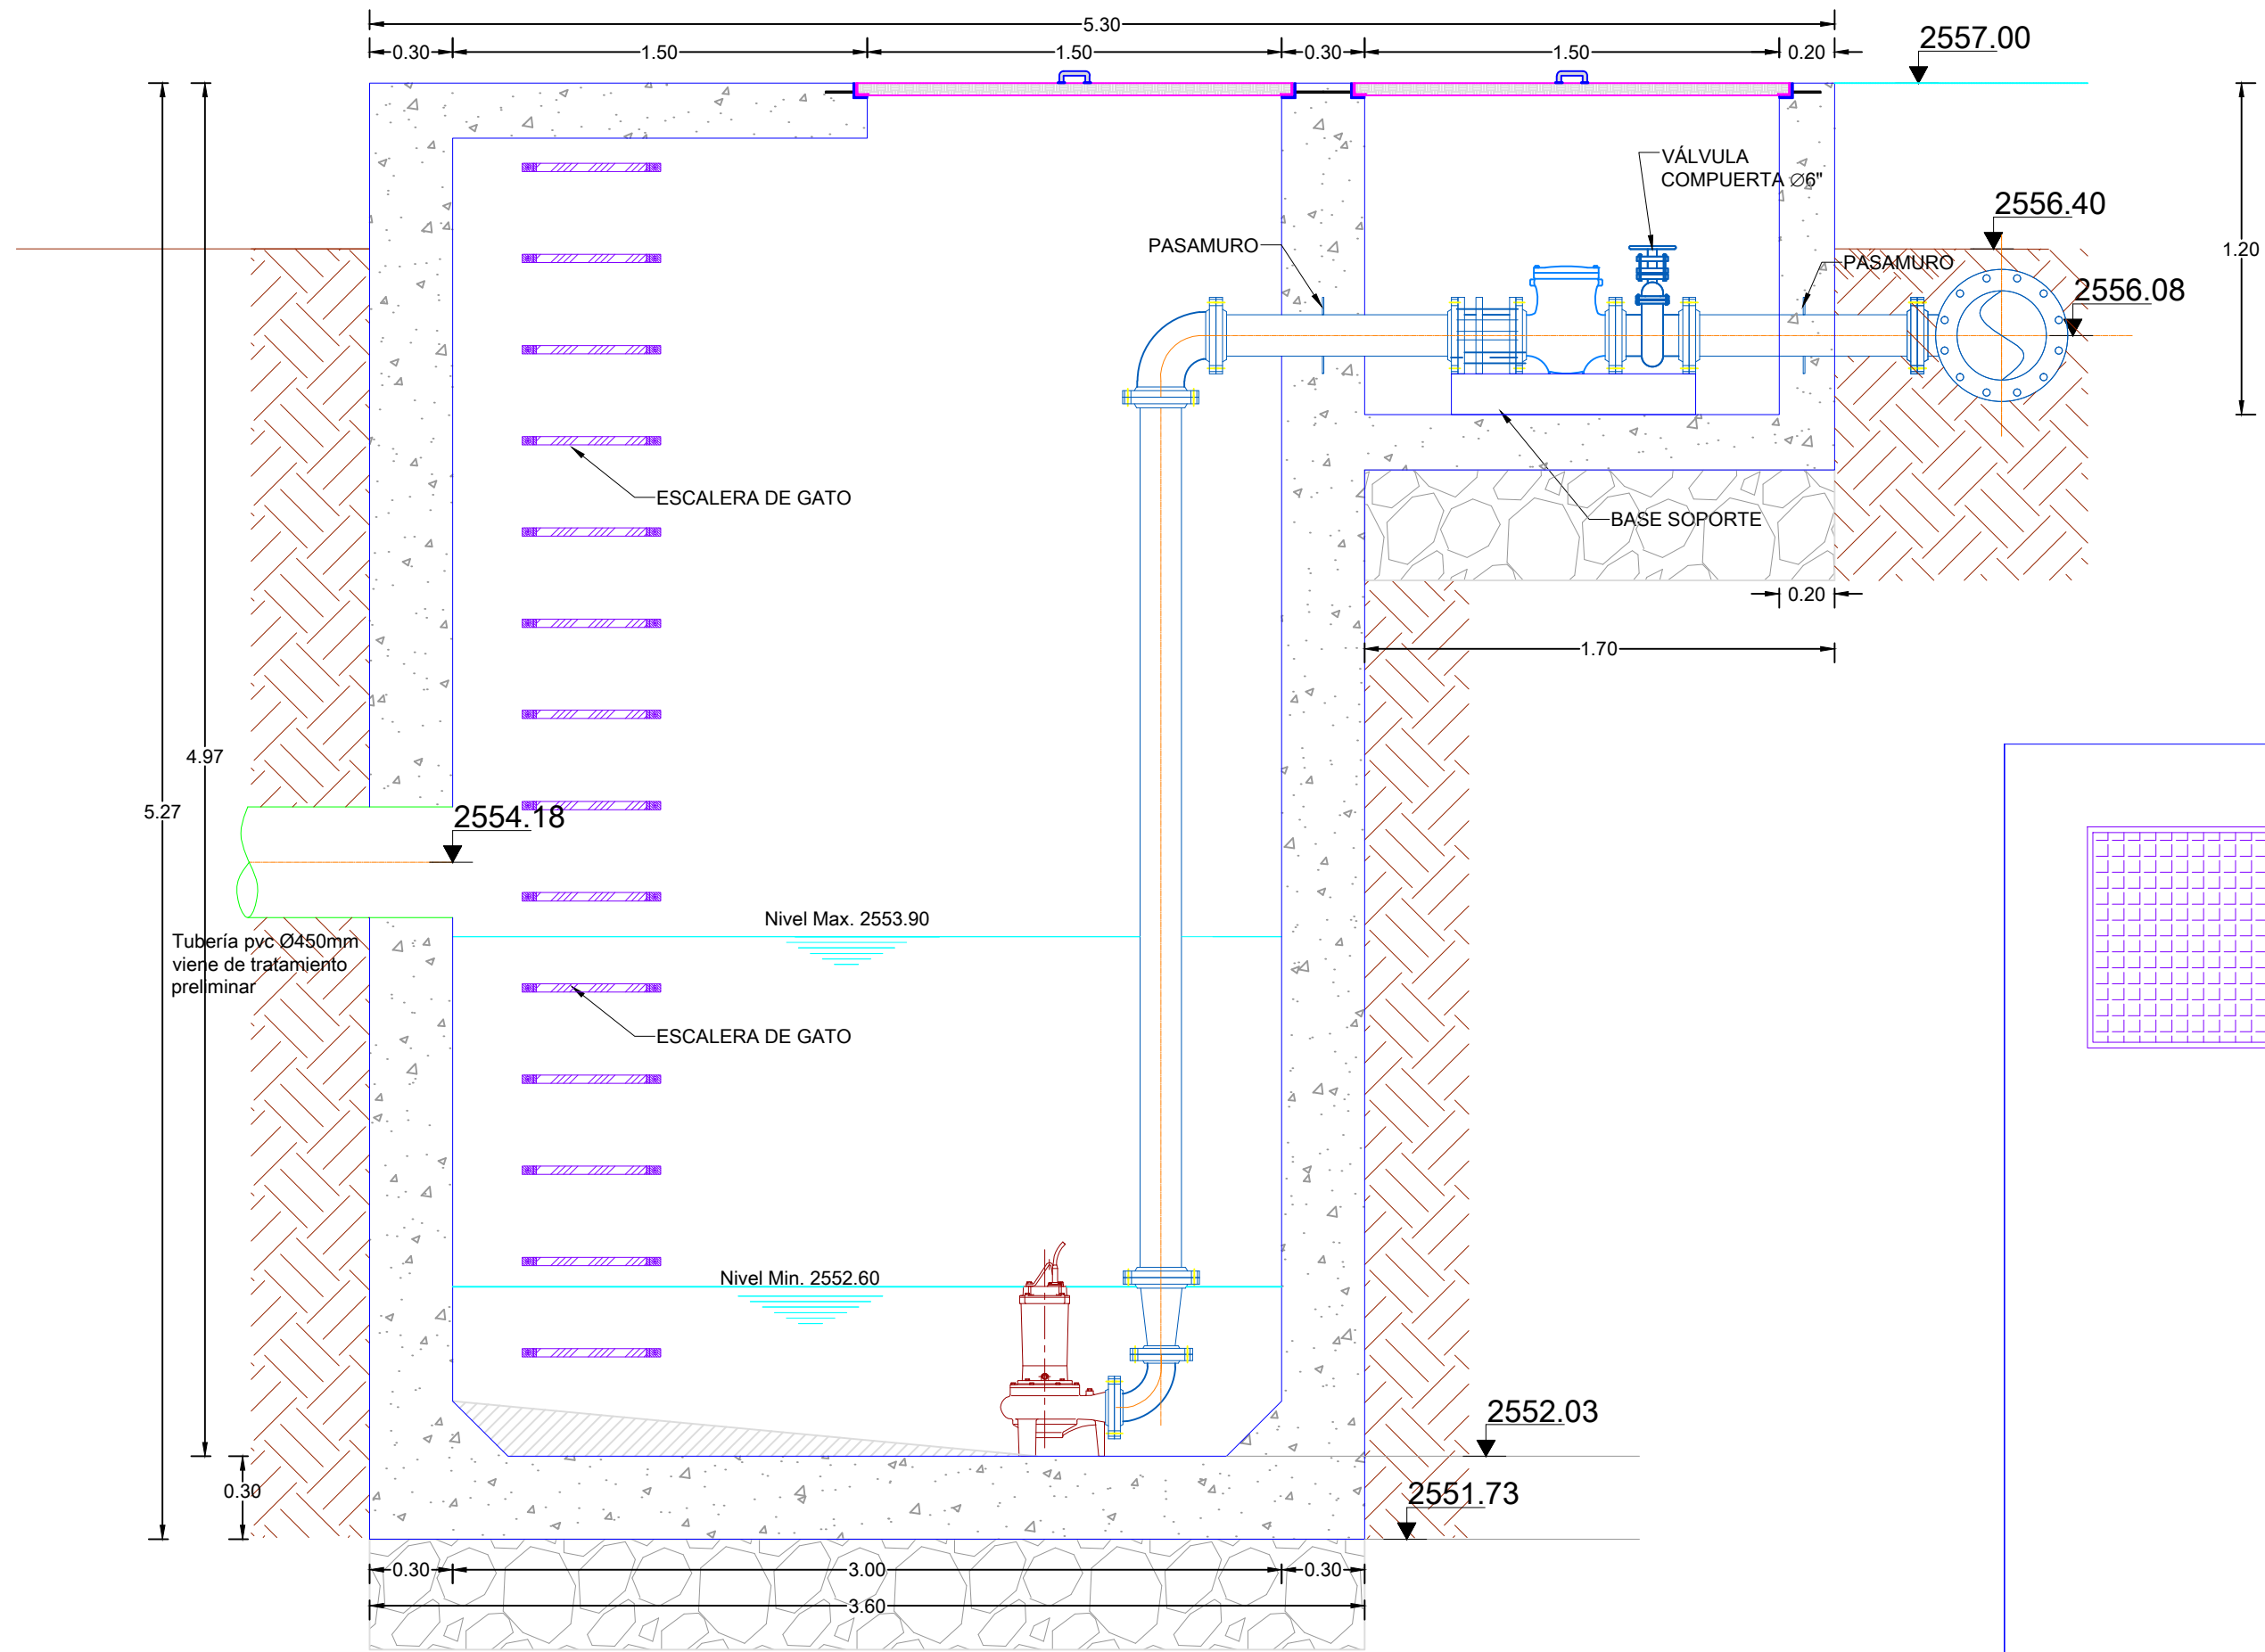 5.30
0.30
1.50
1.50
0.30
1.50
0.20
2557.00
VÁLVULA
COMPUERTA Ø6"
2556.40
PASAMURO
PASAMURO
1.20
2556.08
ESCALERA DE GATO
BASE SOPORTE
0.20
1.70
4.97
5.27
2554.18
Nivel Max. 2553.90
Tubería pvc Ø450mm
viene de tratamiento
preliminar
ESCALERA DE GATO
Nivel Min. 2552.60
2552.03
0.30
2551.73
0.30
3.00
0.30
3.60